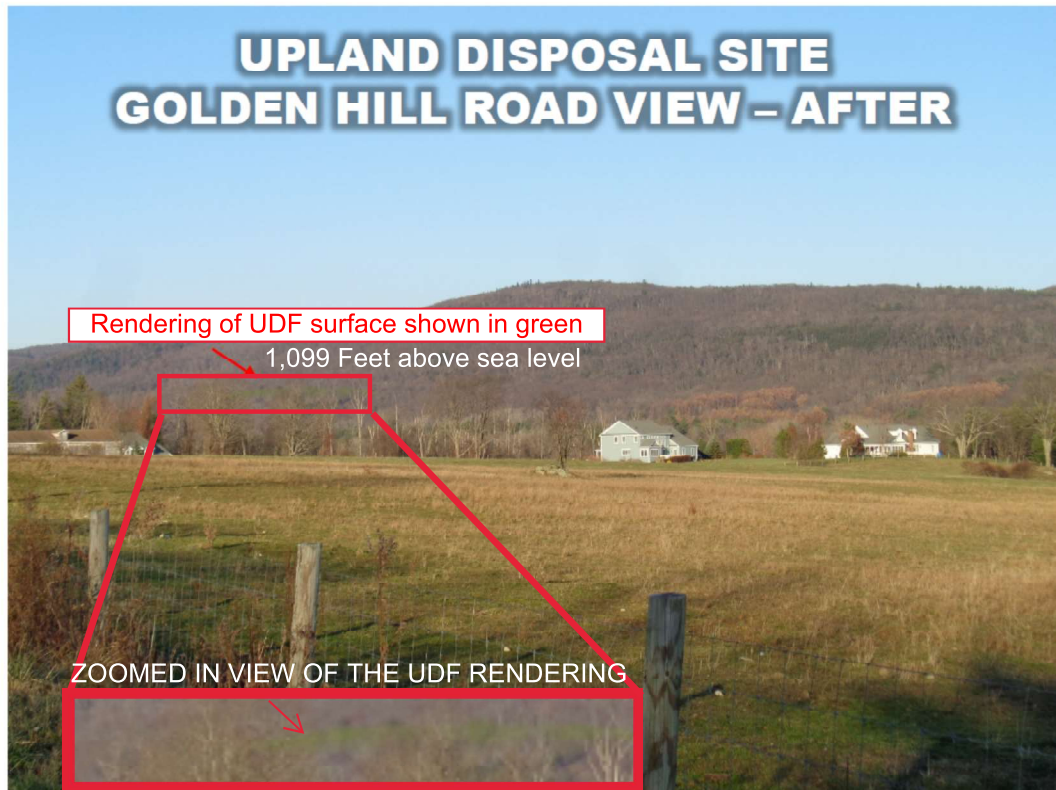 UPLAND DISPOSAL SITE
GOLDEN HILL ROAD VIEW – AFTER
Rendering of UDF surface shown in green
1,099 Feet above sea level
ZOOMED IN VIEW OF THE UDF RENDERING